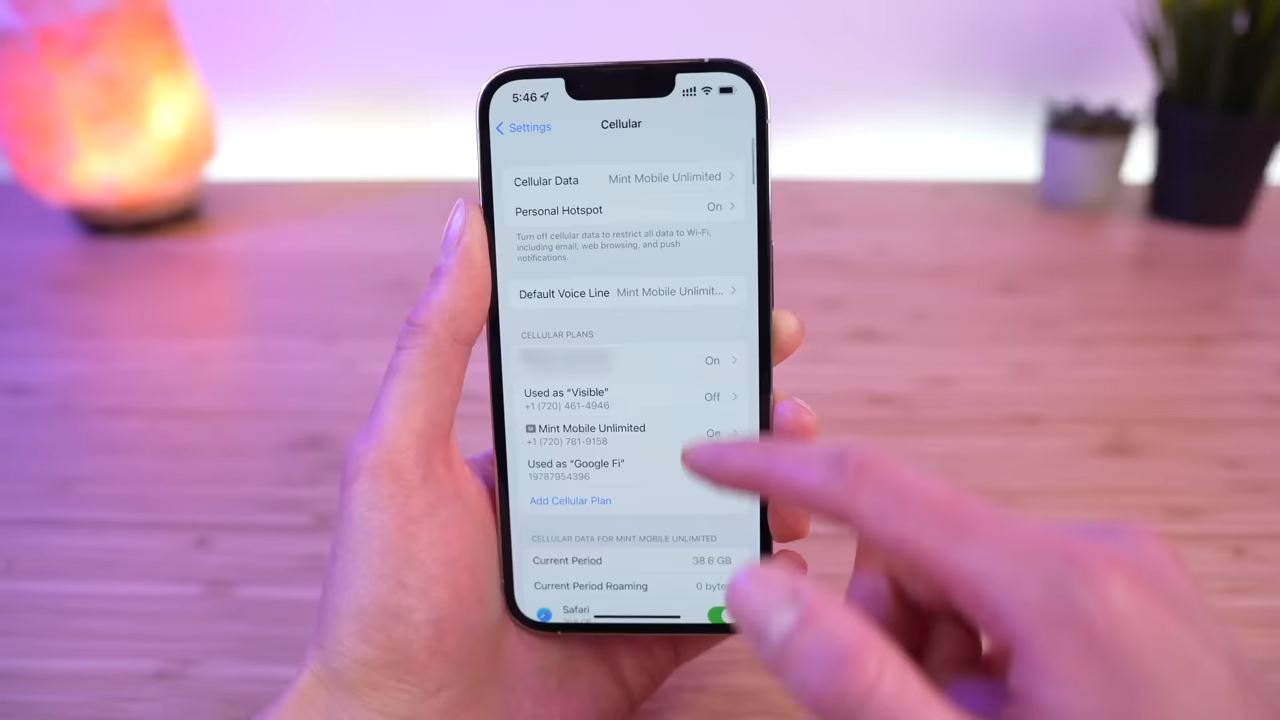 5:46
Settings
Cellular
Cellular Data Mint Mobile Unlimited
Personal Hotspot On
Turn off cellular data to restrict all data to Wi-Fi,
including email, web browsing, and push
notifications.
Default Voice Line Mint Mobile Unlimit...
CELLULAR PLANS
On
Used as “Visible” Off
+1 (720) 461-4946
M Mint Mobile Unlimited On
+1 (720) 781-9158
Used as “Google Fi”
19787954396
Add Cellular Plan
CELLULAR DATA FOR MINT MOBILE UNLIMITED
Current Period 38.6 GB
Current Period Roaming 0 byte
Safari